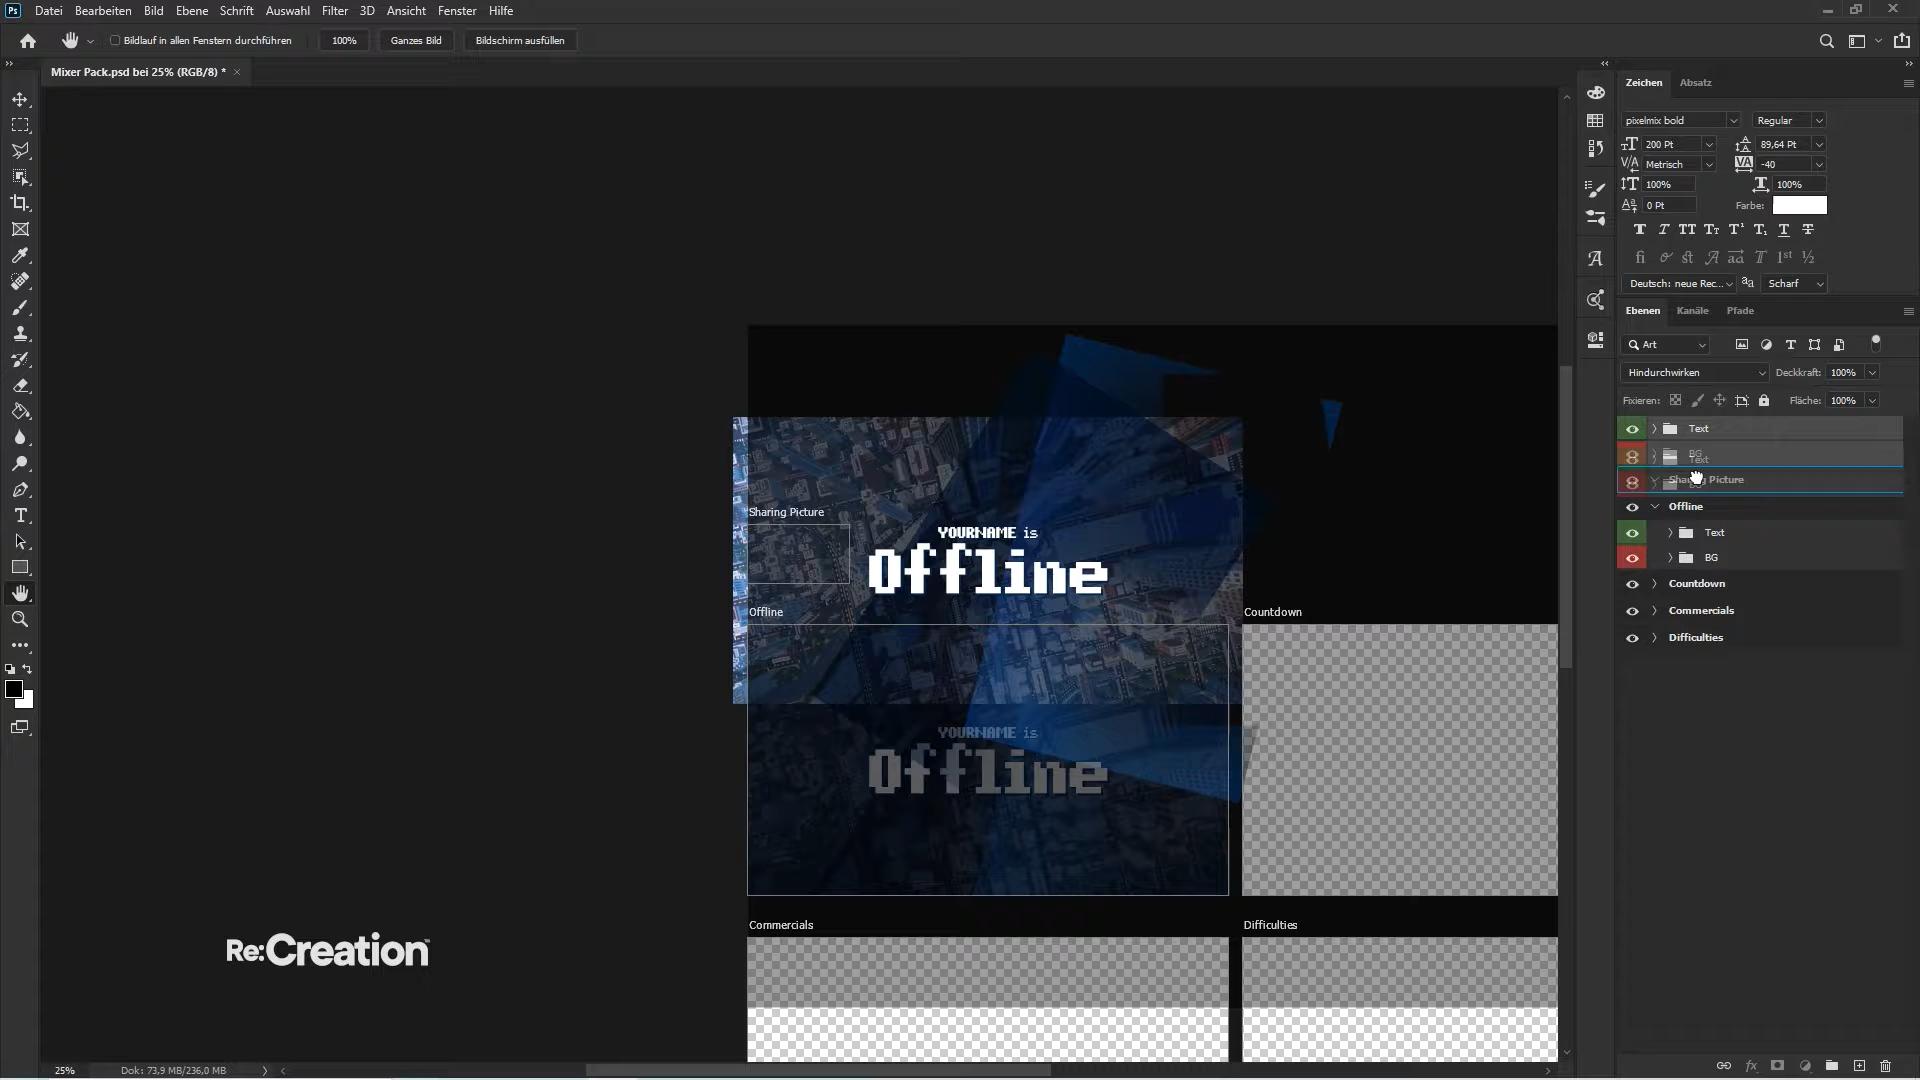 Datei Bearbeiten Bild Ebene Schrift Auswahl Filter 3D Ansicht Fenster Hilfe
Bildlauf in allen Fenstern durchführen 100% Ganzes Bild Bildschirm ausfüllen
Mixer Pack.psd bei 25% (RGB/8) *
Zeichen Absatz
pixelmix bold Regular
200 Pt 89,64 Pt
Metrisch -40
100% 100%
0 Pt Farbe:
Deutsch: neue Rec... Scharf
Ebenen Kanäle Pfade
Art
Hindurchwirken Deckkraft: 100%
Fixieren: Fläche: 100%
Text
BG
Text
Sharing Picture
BG
Offline
Text
BG
Countdown
Commercials
Difficulties
Sharing Picture
YOURNAME is
Offline
Offline
Countdown
YOURNAME is
Offline
Commercials
Difficulties
Re:Creation
25% Dok: 73,9 MB/236,0 MB